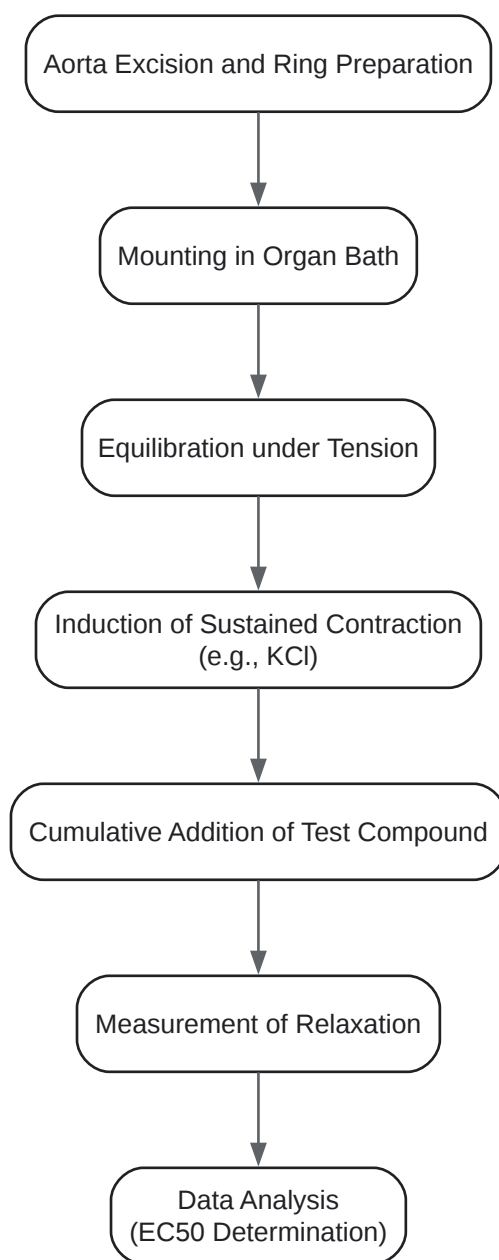 Aorta Excision and Ring Preparation
Mounting in Organ Bath
Equilibration under Tension
Induction of Sustained Contraction
(e.g., KCl)
Cumulative Addition of Test Compound
Measurement of Relaxation
Data Analysis
(EC50 Determination)